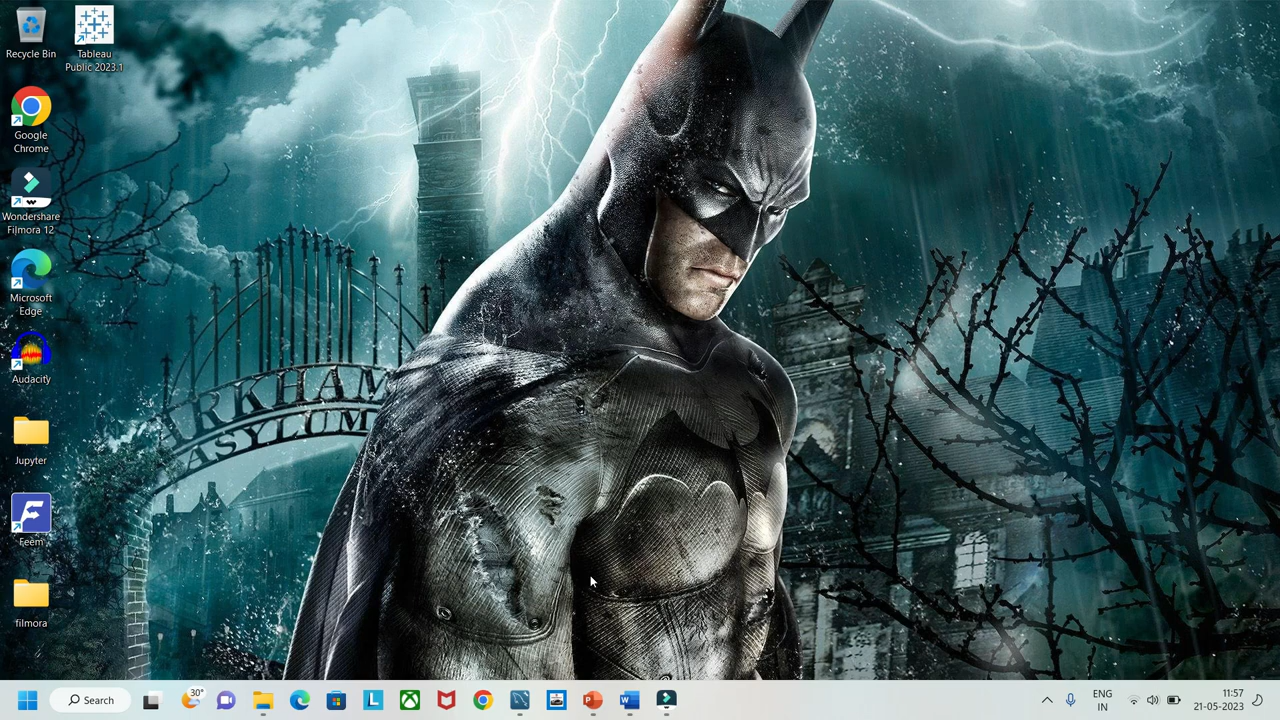 Recycle Bin
Tableau
Public 2023.1
Google
Chrome
Wondershare
Filmora 12
Microsoft
Edge
Audacity
Jupyter
Feem
filmora
ARKHAM
ASYLUM
Search
30°
ENG
IN
11:57
21-05-2023